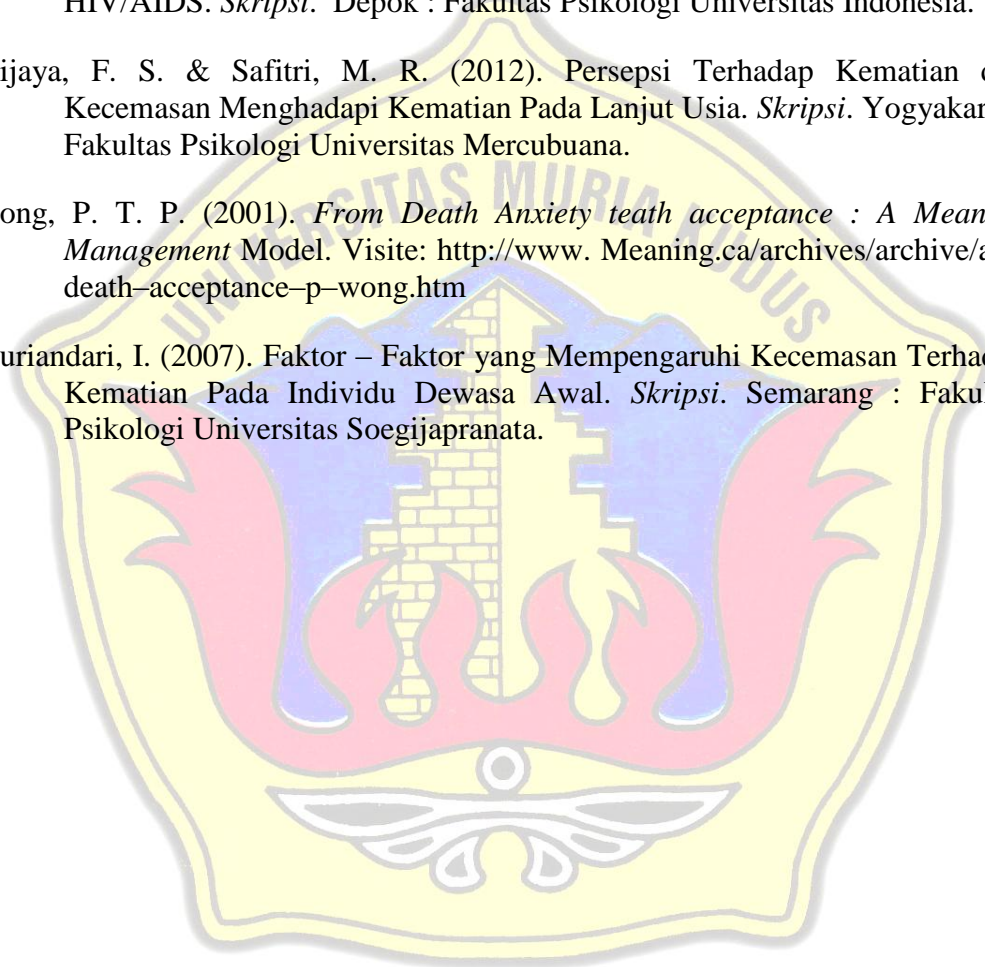 HIV/AIDS. Skripsi. Depok : Fakultas Psikologi Universitas Indonesia.
ijaya, F. S. & Safitri, M. R. (2012). Persepsi Terhadap Kematian
Kecemasan Menghadapi Kematian Pada Lanjut Usia. Skripsi. Yogyakar
Fakultas Psikologi Universitas Mercubuana.
ong, P. T. P. (2001). From Death Anxiety teath acceptance : A Mean
Management Model. Visite: http://www. Meaning.ca/archives/archive/a
death–acceptance–p–wong.htm
uriandari, I. (2007). Faktor – Faktor yang Mempengaruhi Kecemasan Terhad
Kematian Pada Individu Dewasa Awal. Skripsi. Semarang : Fakul
Psikologi Universitas Soegijapranata.
UNIVERSITAS MURIA KUDUS